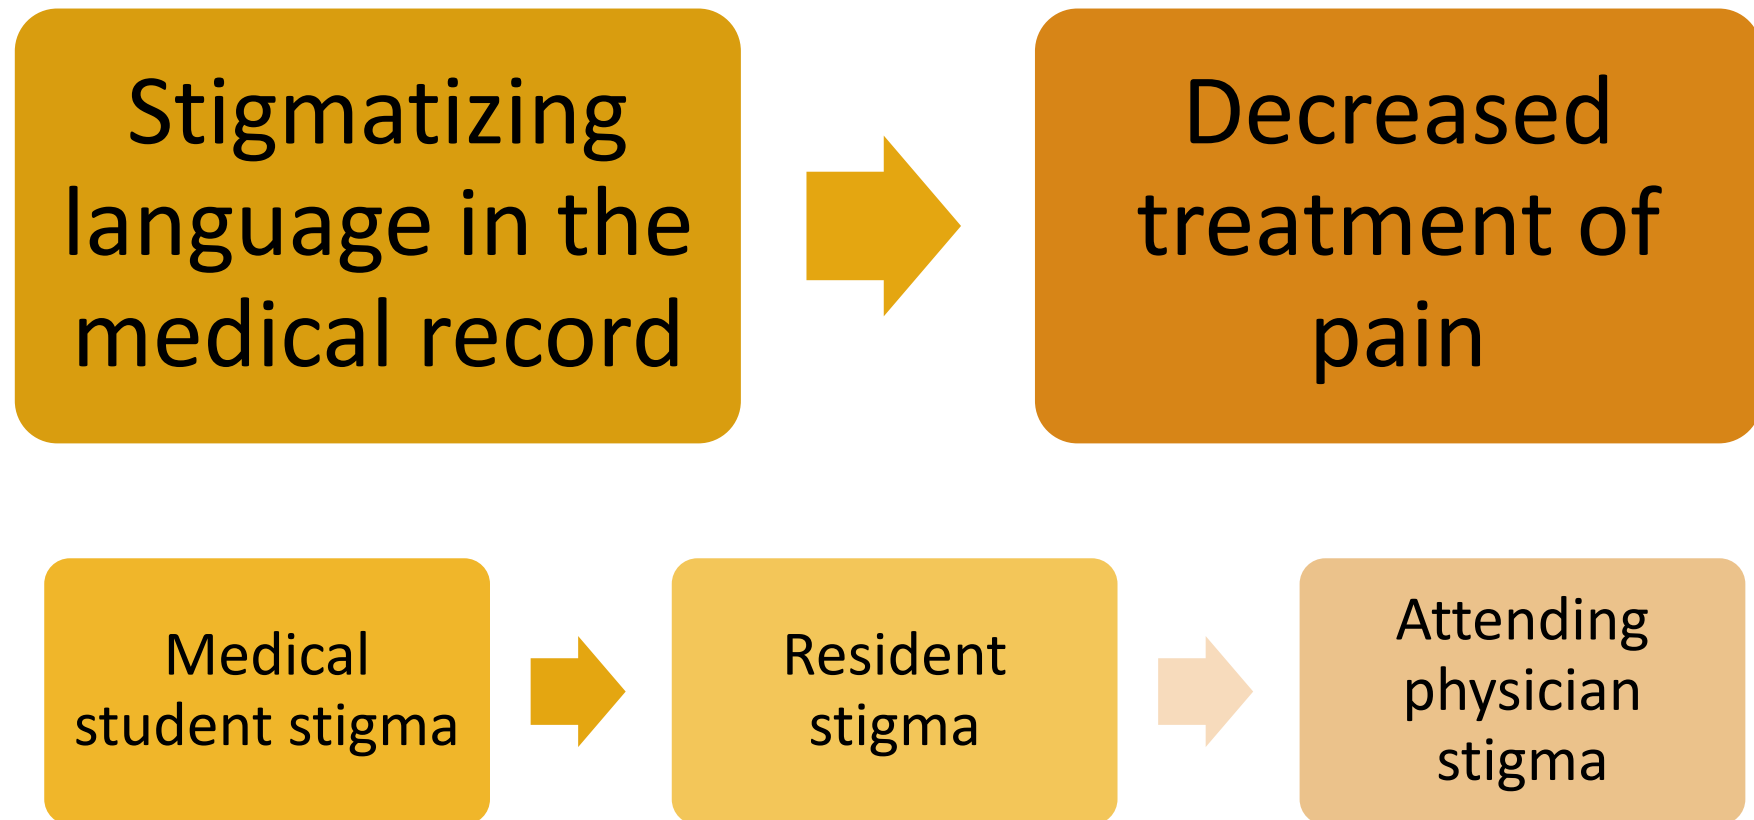 Stigmatizing
language in the
medical record
Decreased
treatment of
pain
Medical
student stigma
Resident
stigma
Attending
physician
stigma